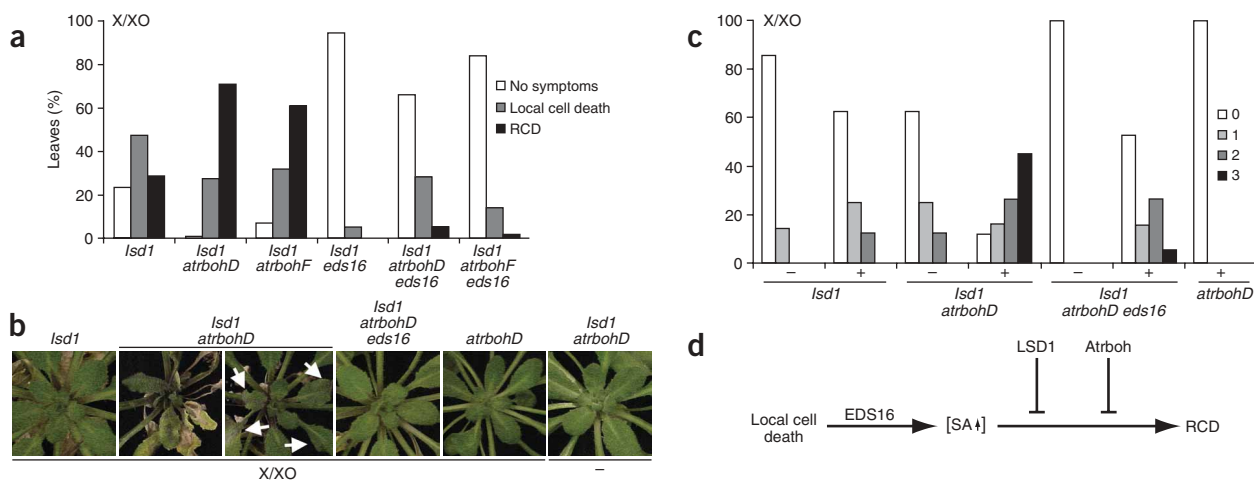 a
X/XO
Leaves (%)
100
80
60
40
20
0
No symptoms
Local cell death
RCD
lsd1
lsd1 atrbohD
lsd1 atrbohF
lsd1 eds16
lsd1 atrbohD eds16
lsd1 atrbohF eds16
b
lsd1
lsd1 atrbohD
lsd1 atrbohD eds16
atrbohD
lsd1 atrbohD
X/XO
–
c
X/XO
100
80
60
40
20
0
0
1
2
3
– + – + – + +
lsd1
lsd1 atrbohD
lsd1 atrbohD eds16
atrbohD
d
LSD1 Atrboh
Local cell death
EDS16
[SA]
RCD